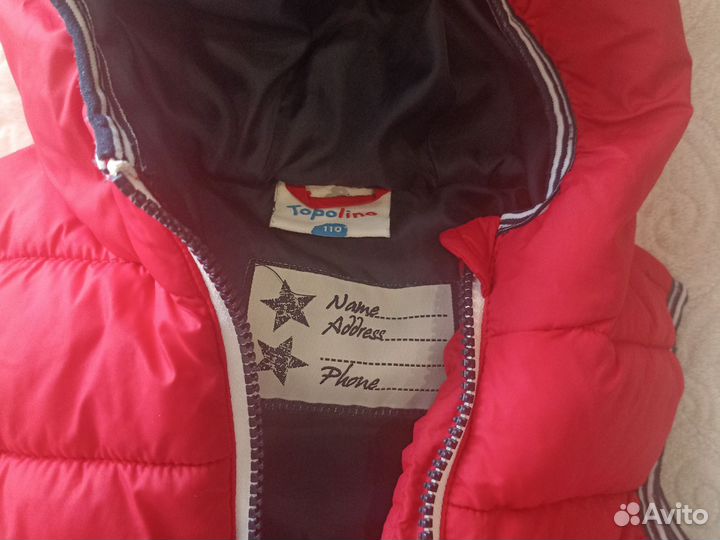 Topolino
110
Name
Address
Phone
Avito